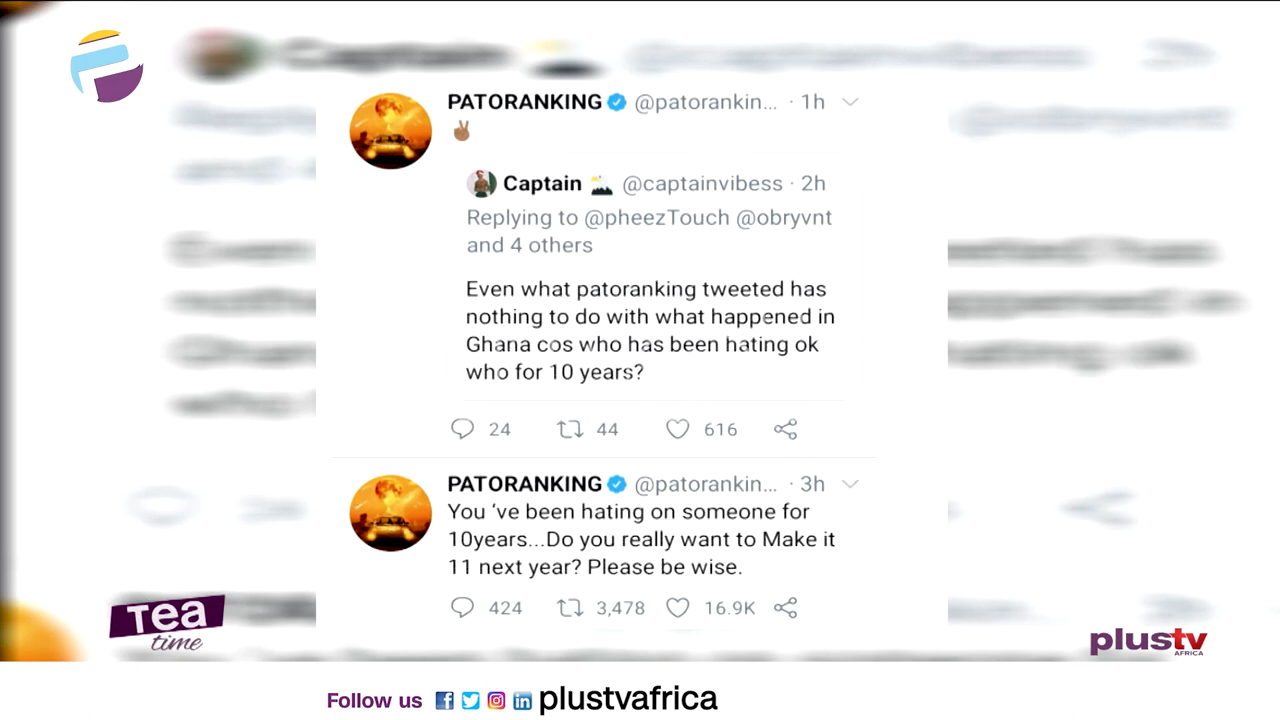 PATORANKING @patorankin... · 1h
✌🏽
Captain @captainvibess · 2h
Replying to @pheezTouch @obryvnt
and 4 others
Even what patoranking tweeted has
nothing to do with what happened in
Ghana cos who has been hating ok
who for 10 years?
24 44 616
PATORANKING @patorankin... · 3h
You ‘ve been hating on someone for
10years...Do you really want to Make it
11 next year? Please be wise.
424 3,478 16.9K
Tea
time
plustv
AFRICA
Follow us plustvafrica